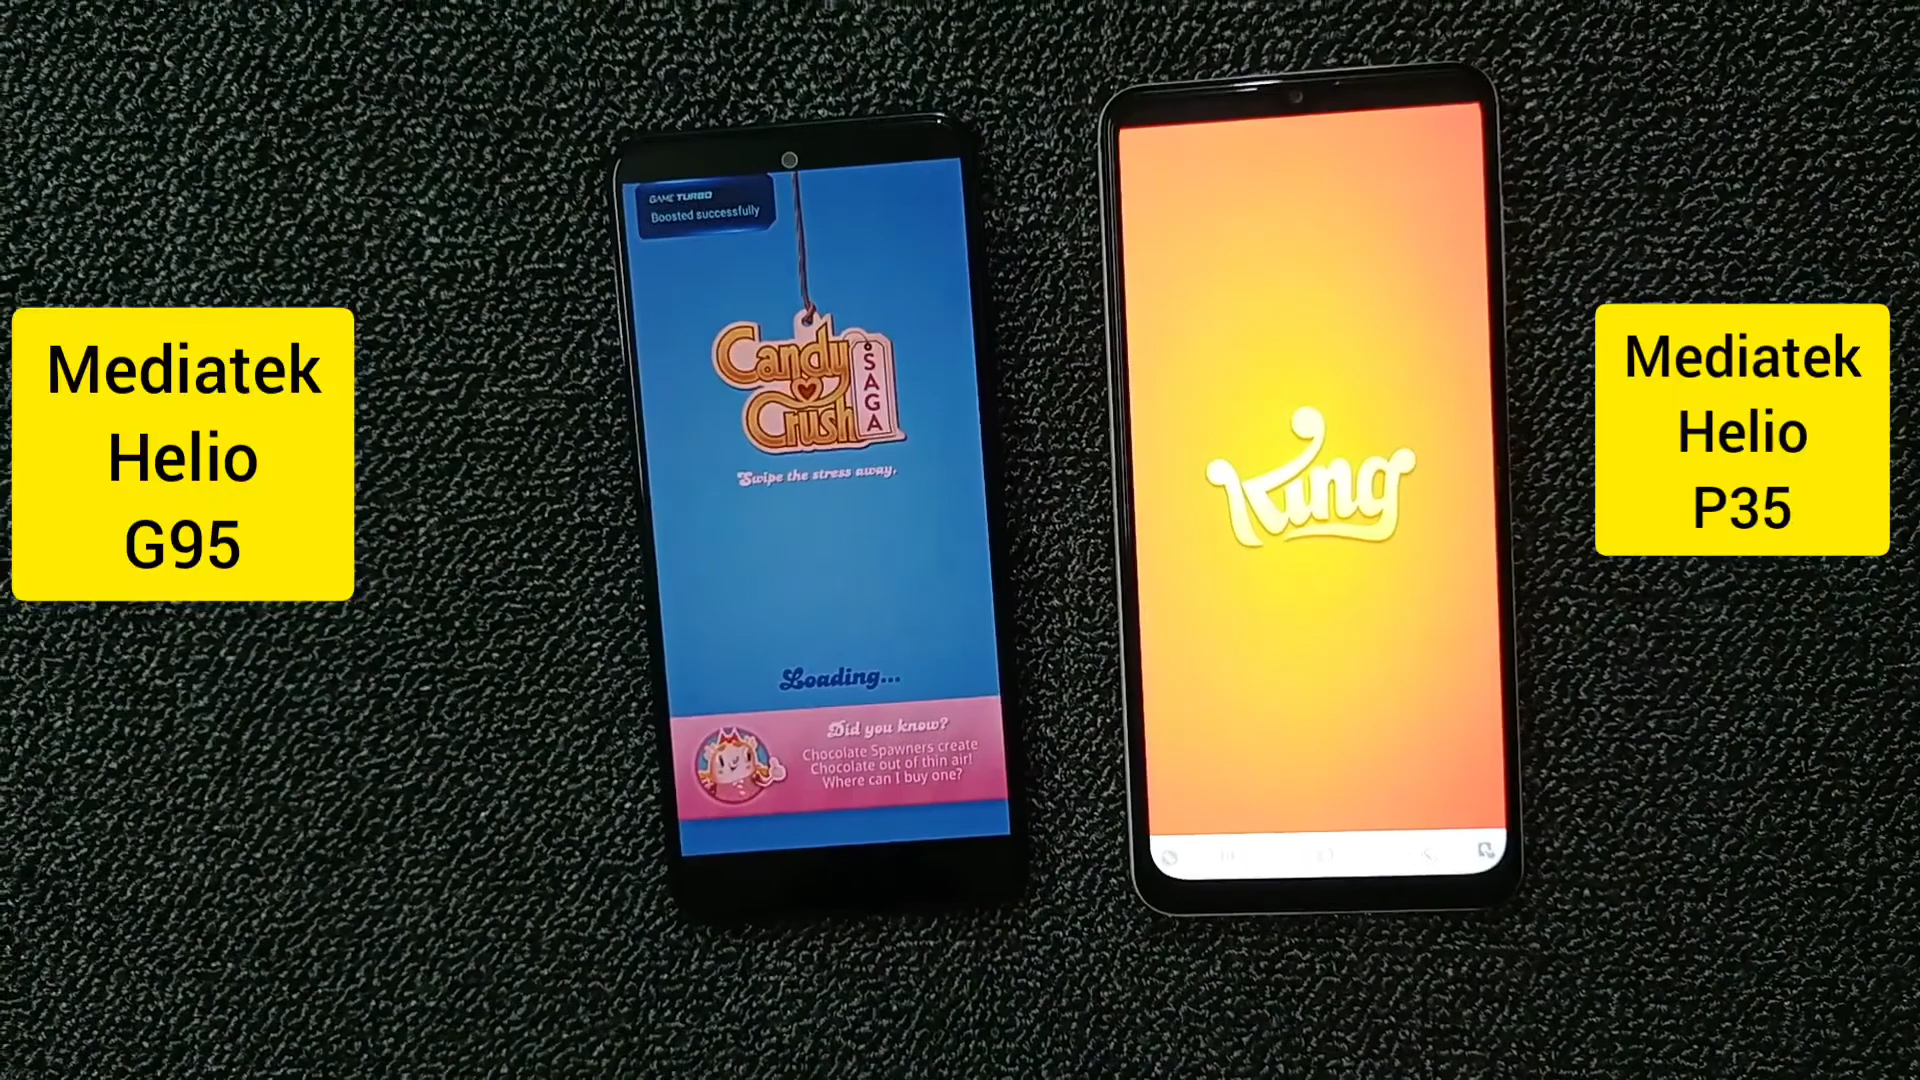 Mediatek
Helio
G95
GAME TURBO
Boosted successfully
Candy
Crush
SAGA
Swipe the stress away.
Loading...
Did you know?
Chocolate Spawners create
Chocolate out of thin air!
Where can I buy one?
King
Mediatek
Helio
P35